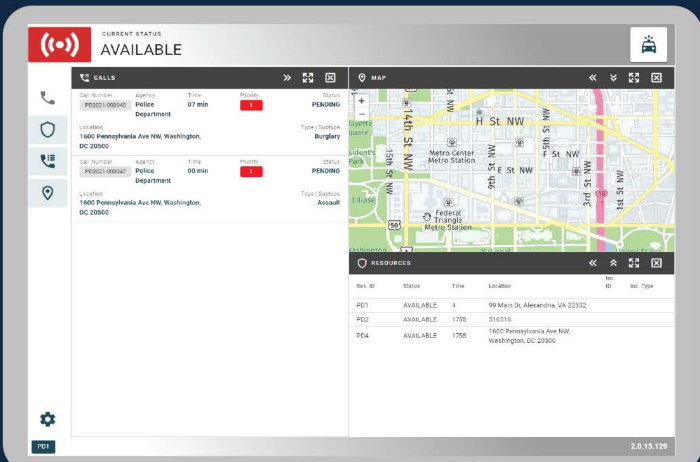 CURRENT STATUS
AVAILABLE
CALLS
Call Number Agency Time Priority Status
PD2021-000045 Police Department 07 min 1 PENDING
Location Type | Subtype
1600 Pennsylvania Ave NW, Washington, Burglary
DC 20500
Call Number Agency Time Priority Status
PD2021-000047 Police Department 00 min 1 PENDING
Location Type | Subtype
1600 Pennsylvania Ave NW, Washington, Assault
DC 20500
MAP
+
−
St NW
14th St NW
H St NW
5th St NW
F St NW
15th St NW
Metro Center
Metro Station
9th St NW
E St NW
3rd St NW
1st St NW
Ellipse
Federal
Triangle
Metro Station
50
RESOURCES
Res. ID Status Time Location Inc. ID Inc. Type
PD1 AVAILABLE 4 99 Main Dr, Alexandria, VA 22302
PD2 AVAILABLE 1755 516516
PD4 AVAILABLE 1755 1600 Pennsylvania Ave NW,
Washington, DC 20500
PD1
2.0.13.129